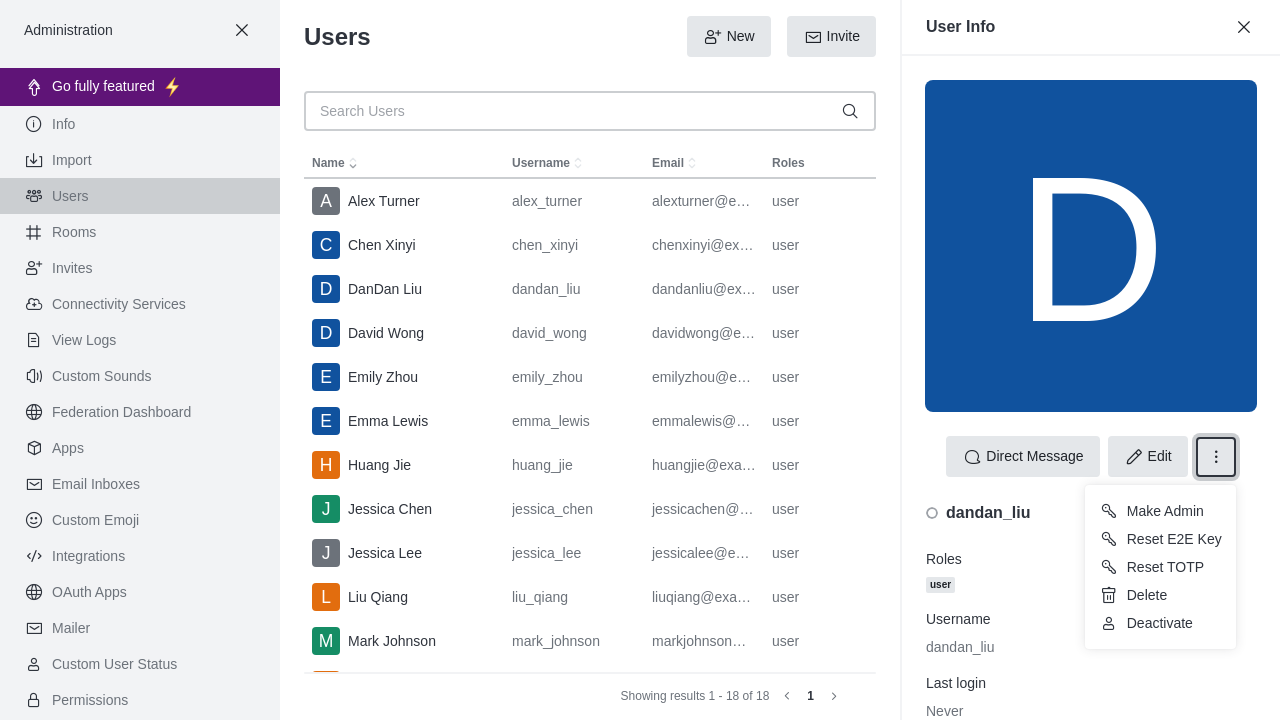 Administration
Go fully featured ⚡
Info
Import
Users
Rooms
Invites
Connectivity Services
View Logs
Custom Sounds
Federation Dashboard
Apps
Email Inboxes
Custom Emoji
Integrations
OAuth Apps
Mailer
Custom User Status
Permissions
Users
New
Invite
Search Users
Name Username Email Roles
A Alex Turner alex_turner alexturner@e… user
C Chen Xinyi chen_xinyi chenxinyi@ex… user
D DanDan Liu dandan_liu dandanliu@ex… user
D David Wong david_wong davidwong@e… user
E Emily Zhou emily_zhou emilyzhou@e… user
E Emma Lewis emma_lewis emmalewis@… user
H Huang Jie huang_jie huangjie@exa… user
J Jessica Chen jessica_chen jessicachen@… user
J Jessica Lee jessica_lee jessicalee@e… user
L Liu Qiang liu_qiang liuqiang@exa… user
M Mark Johnson mark_johnson markjohnson… user
Showing results 1 - 18 of 18 1
User Info
D
Direct Message
Edit
Make Admin
Reset E2E Key
Reset TOTP
Delete
Deactivate
dandan_liu
Roles
user
Username
dandan_liu
Last login
Never